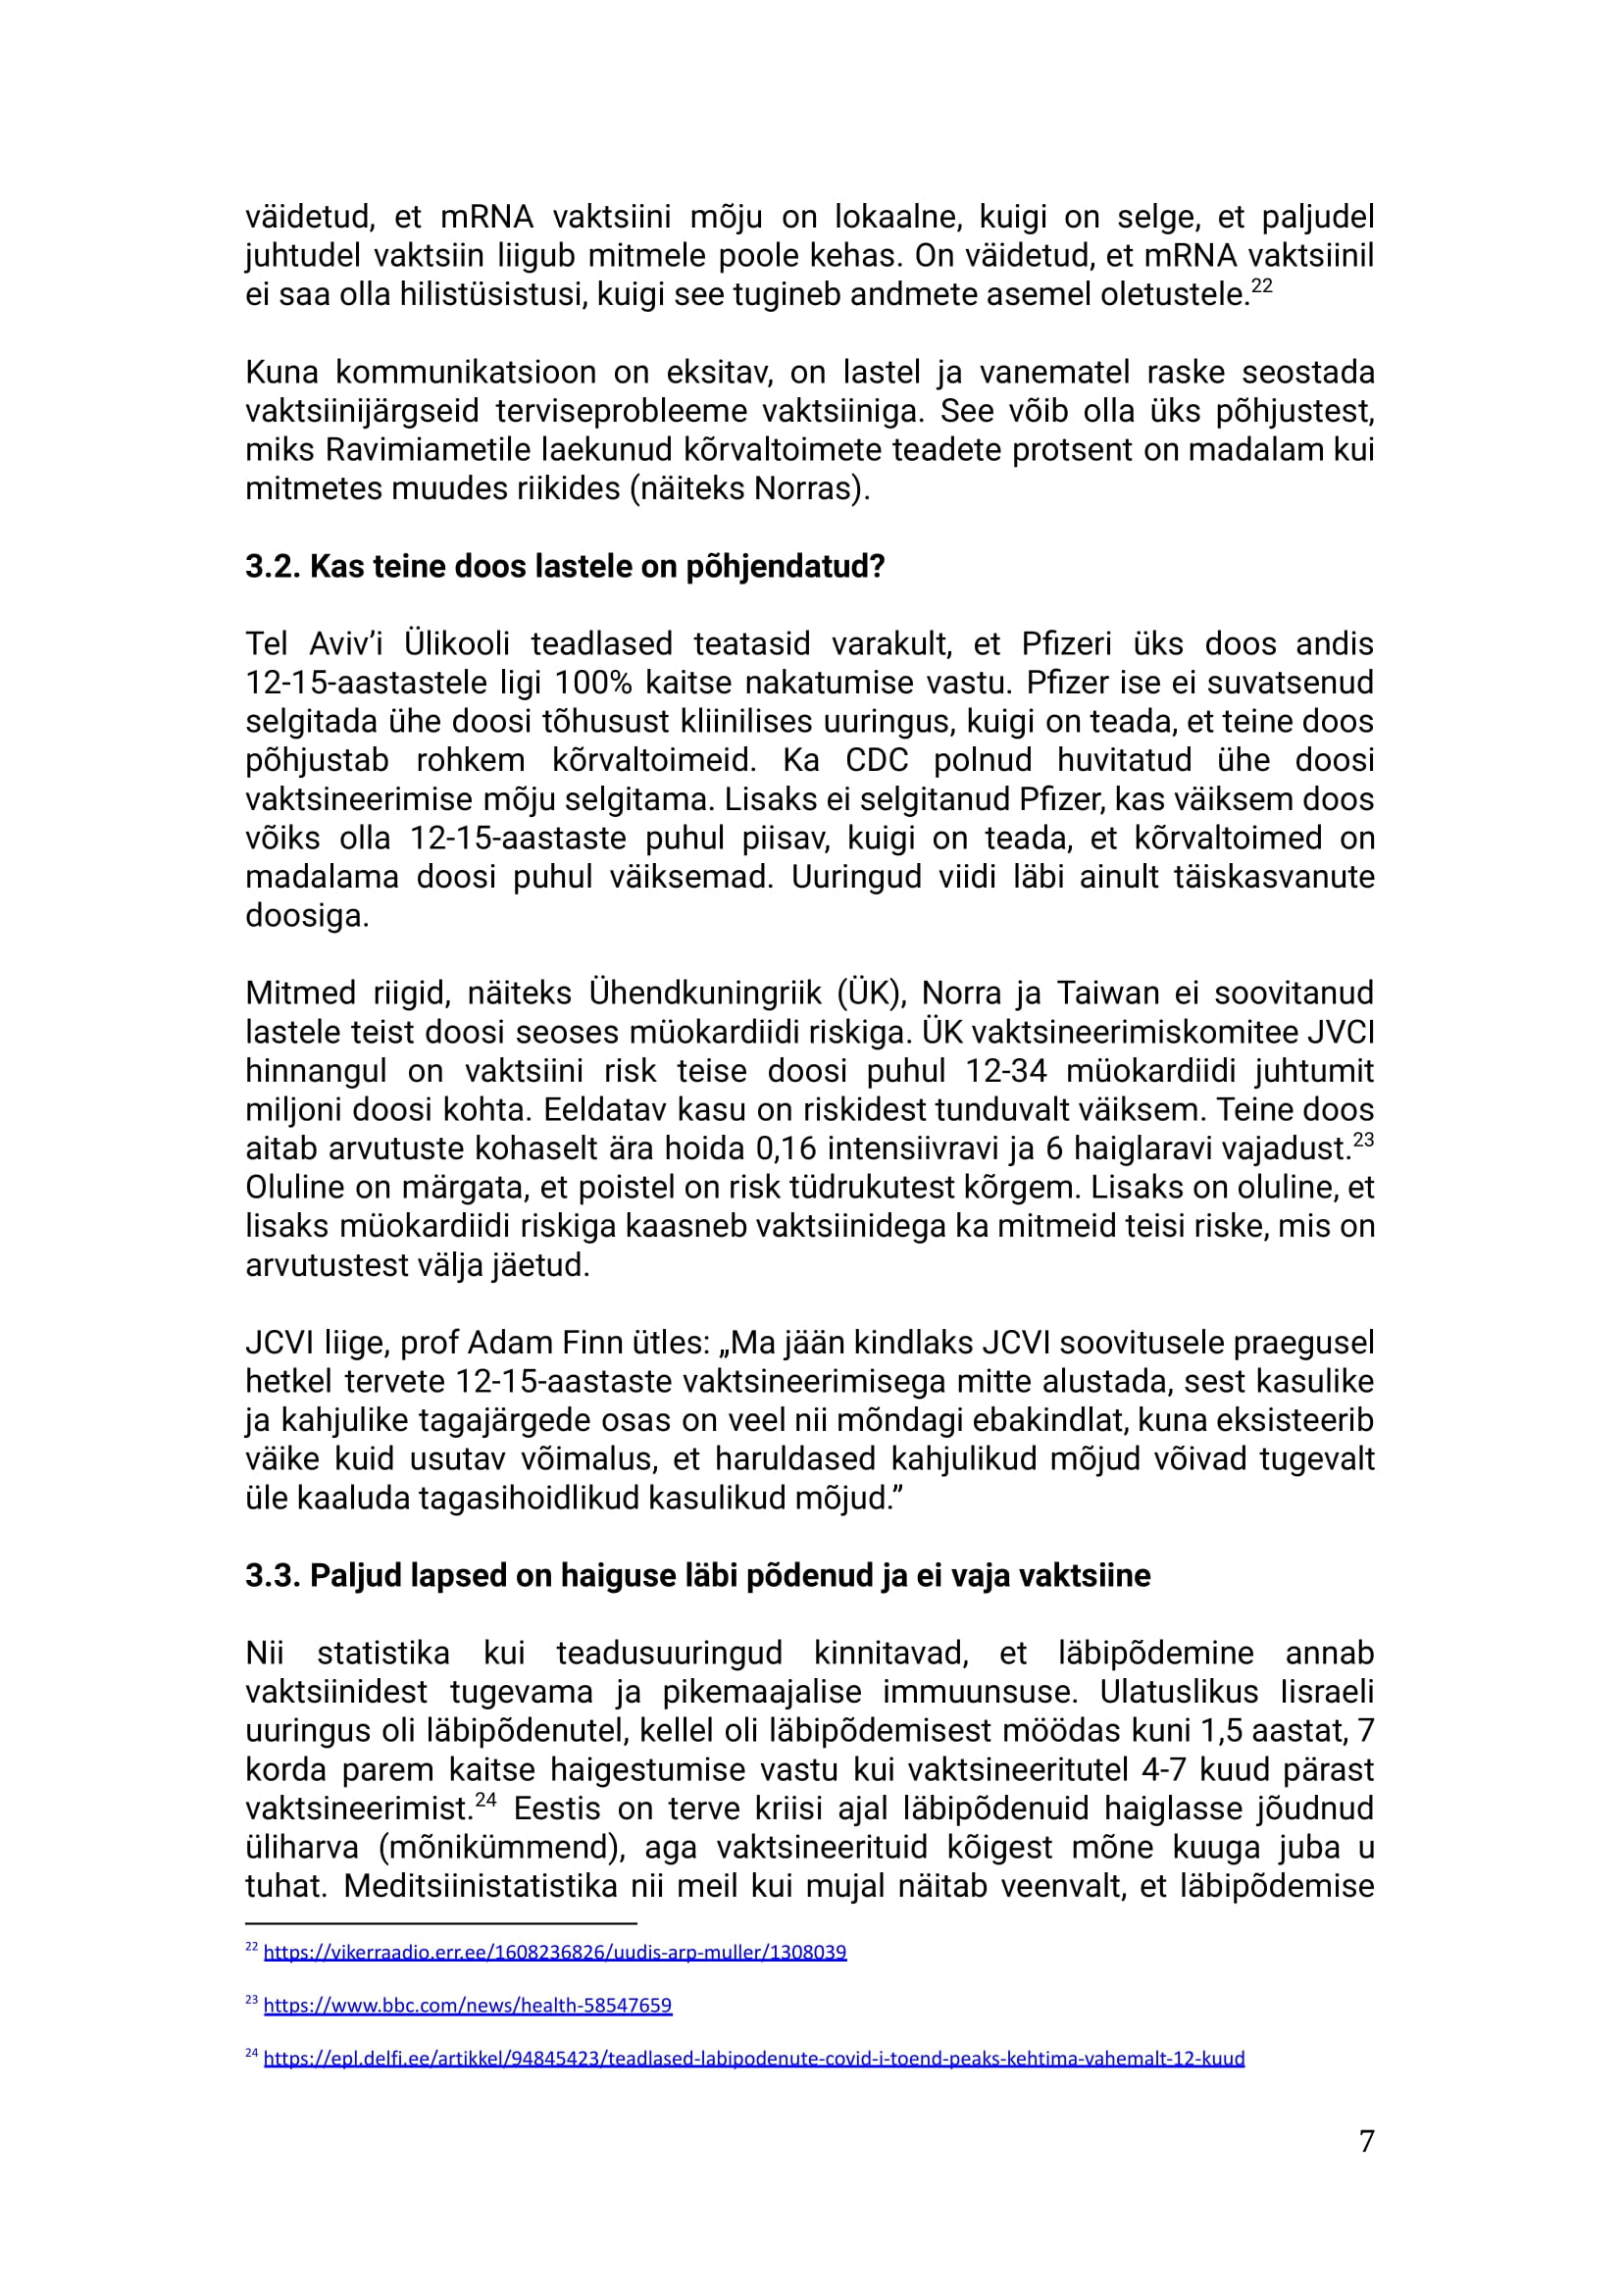 väidetud, et mRNA vaktsiini mõju on lokaalne, kuigi on selge, et paljudel
juhtudel vaktsiin liigub mitmele poole kehas. On väidetud, et mRNA vaktsiinil
ei saa olla hilistüsistusi, kuigi see tugineb andmete asemel oletustele.22
Kuna kommunikatsioon on eksitav, on lastel ja vanematel raske seostada
vaktsiinijärgseid terviseprobleeme vaktsiiniga. See võib olla üks põhjustest,
miks Ravimiametile laekunud kõrvaltoimete teadete protsent on madalam kui
mitmetes muudes riikides (näiteks Norras).
3.2. Kas teine doos lastele on põhjendatud?
Tel Aviv’i Ülikooli teadlased teatasid varakult, et Pfizeri üks doos andis
12-15-aastastele ligi 100% kaitse nakatumise vastu. Pfizer ise ei suvatsenud
selgitada ühe doosi tõhusust kliinilises uuringus, kuigi on teada, et teine doos
põhjustab rohkem kõrvaltoimeid. Ka CDC polnud huvitatud ühe doosi
vaktsineerimise mõju selgitama. Lisaks ei selgitanud Pfizer, kas väiksem doos
võiks olla 12-15-aastaste puhul piisav, kuigi on teada, et kõrvaltoimed on
madalama doosi puhul väiksemad. Uuringud viidi läbi ainult täiskasvanute
doosiga.
Mitmed riigid, näiteks Ühendkuningriik (ÜK), Norra ja Taiwan ei soovitanud
lastele teist doosi seoses müokardiidi riskiga. ÜK vaktsineerimiskomitee JVCI
hinnangul on vaktsiini risk teise doosi puhul 12-34 müokardiidi juhtumit
miljoni doosi kohta. Eeldatav kasu on riskidest tunduvalt väiksem. Teine doos
aitab arvutuste kohaselt ära hoida 0,16 intensiivravi ja 6 haiglaravi vajadust.23
Oluline on märgata, et poistel on risk tüdrukutest kõrgem. Lisaks on oluline, et
lisaks müokardiidi riskiga kaasneb vaktsiinidega ka mitmeid teisi riske, mis on
arvutustest välja jäetud.
JCVI liige, prof Adam Finn ütles: „Ma jään kindlaks JCVI soovitusele praegusel
hetkel tervete 12-15-aastaste vaktsineerimisega mitte alustada, sest kasulike
ja kahjulike tagajärgede osas on veel nii mõndagi ebakindlat, kuna eksisteerib
väike kuid usutav võimalus, et haruldased kahjulikud mõjud võivad tugevalt
üle kaaluda tagasihoidlikud kasulikud mõjud.”
3.3. Paljud lapsed on haiguse läbi põdenud ja ei vaja vaktsiine
Nii statistika kui teadusuuringud kinnitavad, et läbipõdemine annab
vaktsiinidest tugevama ja pikemaajalise immuunsuse. Ulatuslikus Iisraeli
uuringus oli läbipõdenutel, kellel oli läbipõdemisest möödas kuni 1,5 aastat, 7
korda parem kaitse haigestumise vastu kui vaktsineeritutel 4-7 kuud pärast
vaktsineerimist.24 Eestis on terve kriisi ajal läbipõdenuid haiglasse jõudnud
üliharva (mõnikümmend), aga vaktsineerituid kõigest mõne kuuga juba u
tuhat. Meditsiinistatistika nii meil kui mujal näitab veenvalt, et läbipõdemise
22 https://vikerraadio.err.ee/1608236826/uudis-arp-muller/1308039
23 https://www.bbc.com/news/health-58547659
24 https://epl.delfi.ee/artikkel/94845423/teadlased-labipodenute-covid-i-toend-peaks-kehtima-vahemalt-12-kuud
7